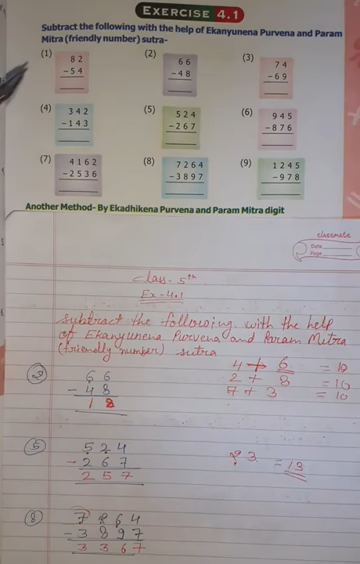 EXERCISE 4.1
Subtract the following with the help of Ekanyunena Purvena and Param
Mitra (friendly number) sutra-
(1) 82 (2) 66 (3) 74
-54 -48 -69
(4) 342 (5) 524 (6) 945
-143 -267 -876
(7) 4162 (8) 7264 (9) 1245
-2536 -3897 -978
Another Method- By Ekadhikena Purvena and Param Mitra digit
classmate
Date
Page
Class- 5th
Ex-4.1
Subtract the following with the help
of Ekanyunena Purvena and Param Mitra
(friendly number) sutra
4 + 6 = 10
2 + 8 = 10
7 + 3 = 10
66
- 48
18
5 524
- 267
257
3 = 13
8 7264
- 3897
3367